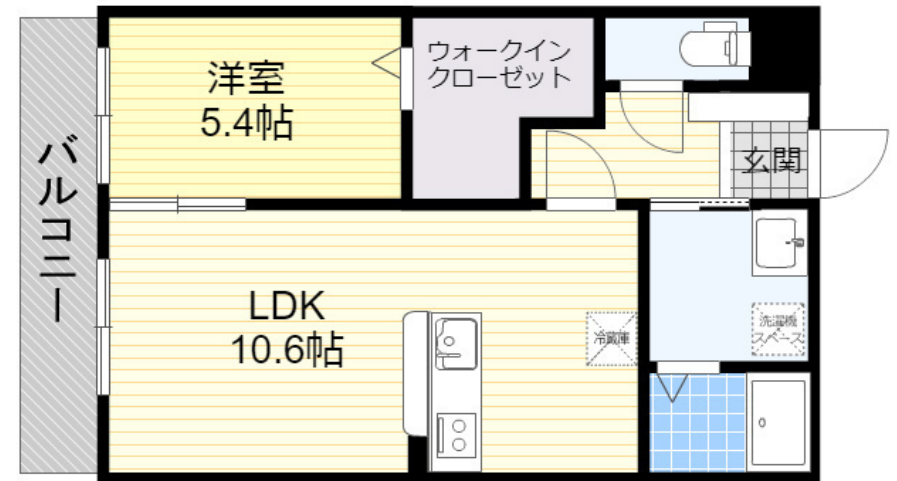 洋室
5.4帖
ウォークイン
クローゼット
玄関
バルコニー
LDK
10.6帖
冷蔵庫
洗濯機
スペース